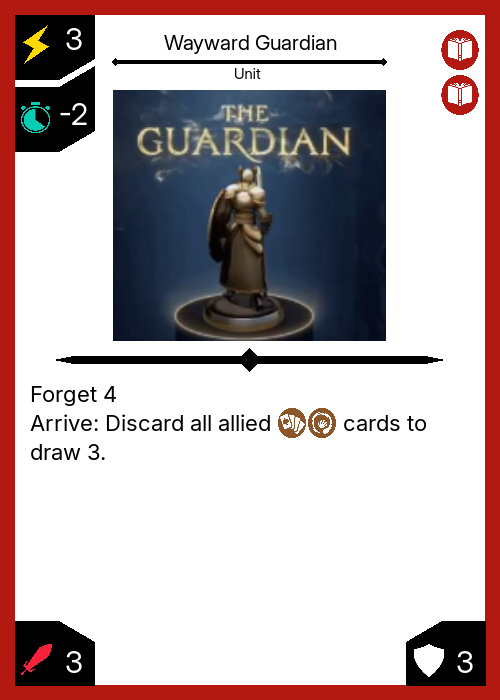 3
Wayward Guardian
Unit
-2
THE
GUARDIAN
Forget 4
Arrive: Discard all allied cards to
draw 3.
3
3